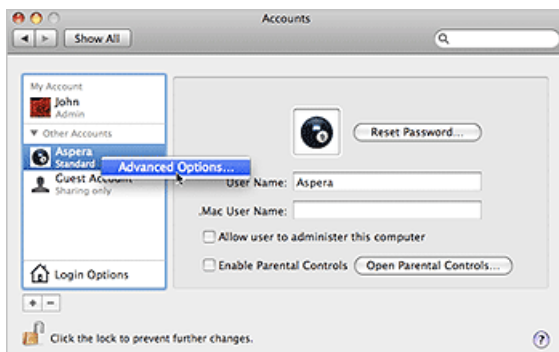 Accounts
Show All
My Account
John
Admin
Other Accounts
Aspera
Standard
Advanced Options...
Guest Account
Sharing only
Login Options
Reset Password...
User Name: Aspera
.Mac User Name:
Allow user to administer this computer
Enable Parental Controls Open Parental Controls...
+ −
Click the lock to prevent further changes.
?